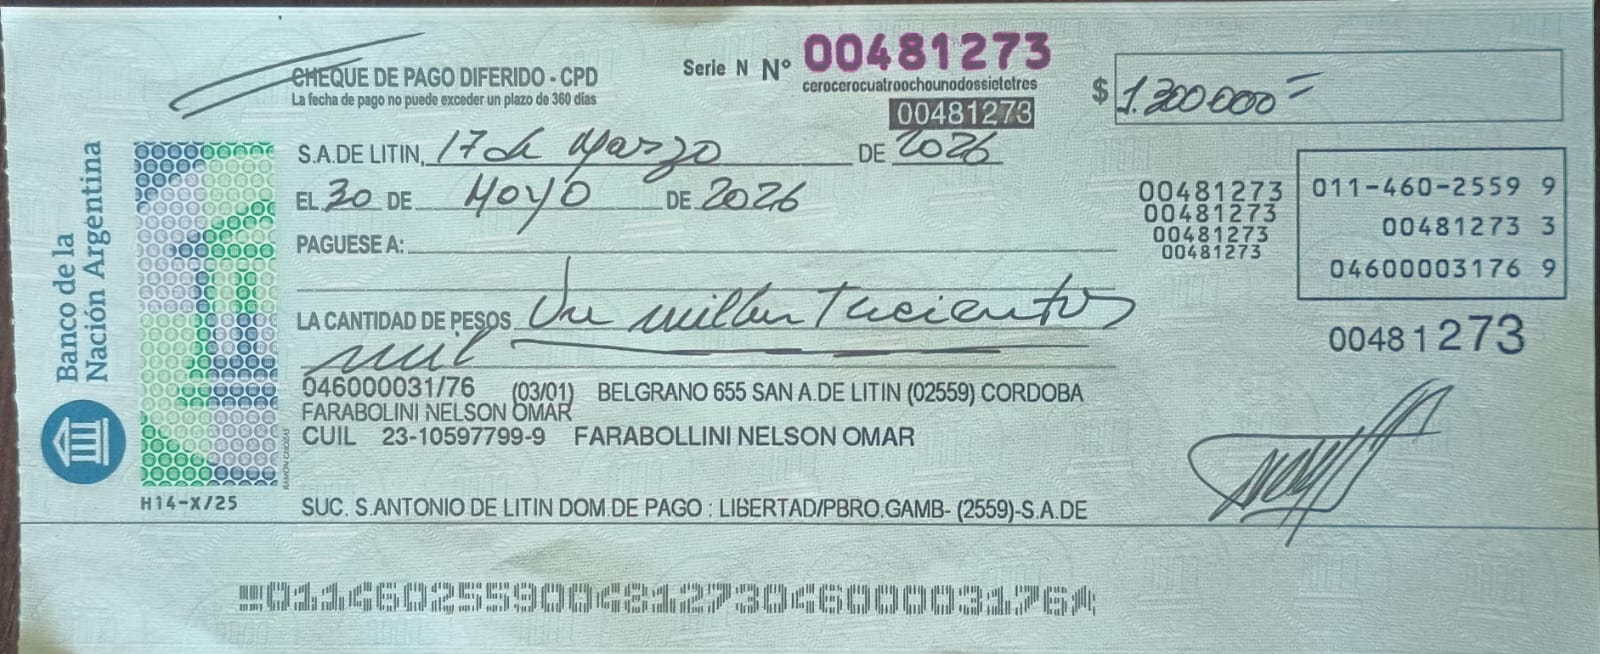 CHEQUE DE PAGO DIFERIDO - CPD
La fecha de pago no puede exceder un plazo de 360 días
Serie N Nº 00481273
cerocerocuatroochounodossietetres
00481273
$ 1.300000=
S.A.DE LITIN, 17 de Marzo DE 2026
EL 30 DE Mayo DE 2026
PAGUESE A:
LA CANTIDAD DE PESOS Un millon Trecientos
mil
00481273
00481273
00481273
00481273
011-460-2559 9
00481273 3
04600003176 9
00481273
046000031/76 (03/01) BELGRANO 655 SAN A.DE LITIN (02559) CORDOBA
FARABOLINI NELSON OMAR
CUIL 23-10597799-9 FARABOLLINI NELSON OMAR
SUC. S.ANTONIO DE LITIN DOM.DE PAGO : LIBERTAD/PBRO.GAMB- (2559)-S.A.DE
Banco de la
Nación Argentina
H14-X/25
RAMÓN CHOZAS
01146025590048127304600003176